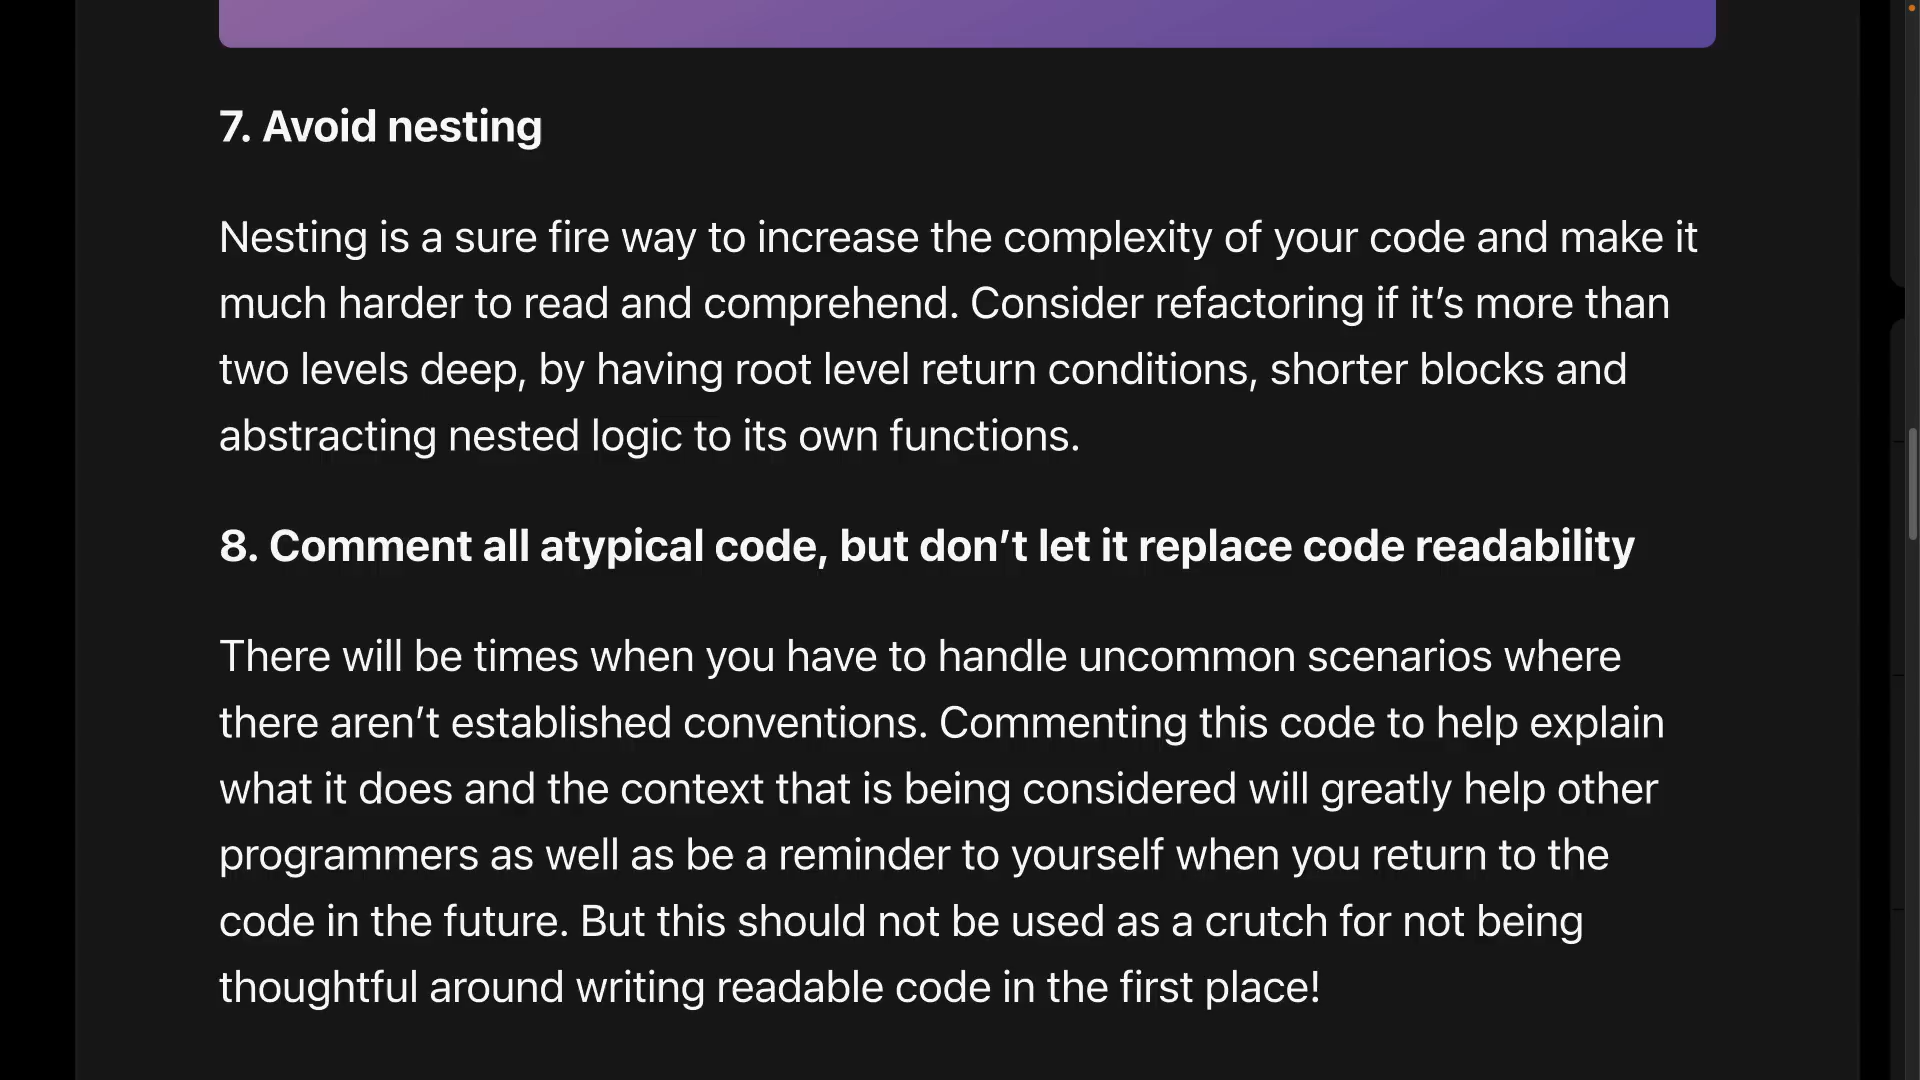 7. Avoid nesting
Nesting is a sure fire way to increase the complexity of your code and make it
much harder to read and comprehend. Consider refactoring if it’s more than
two levels deep, by having root level return conditions, shorter blocks and
abstracting nested logic to its own functions.
8. Comment all atypical code, but don’t let it replace code readability
There will be times when you have to handle uncommon scenarios where
there aren’t established conventions. Commenting this code to help explain
what it does and the context that is being considered will greatly help other
programmers as well as be a reminder to yourself when you return to the
code in the future. But this should not be used as a crutch for not being
thoughtful around writing readable code in the first place!